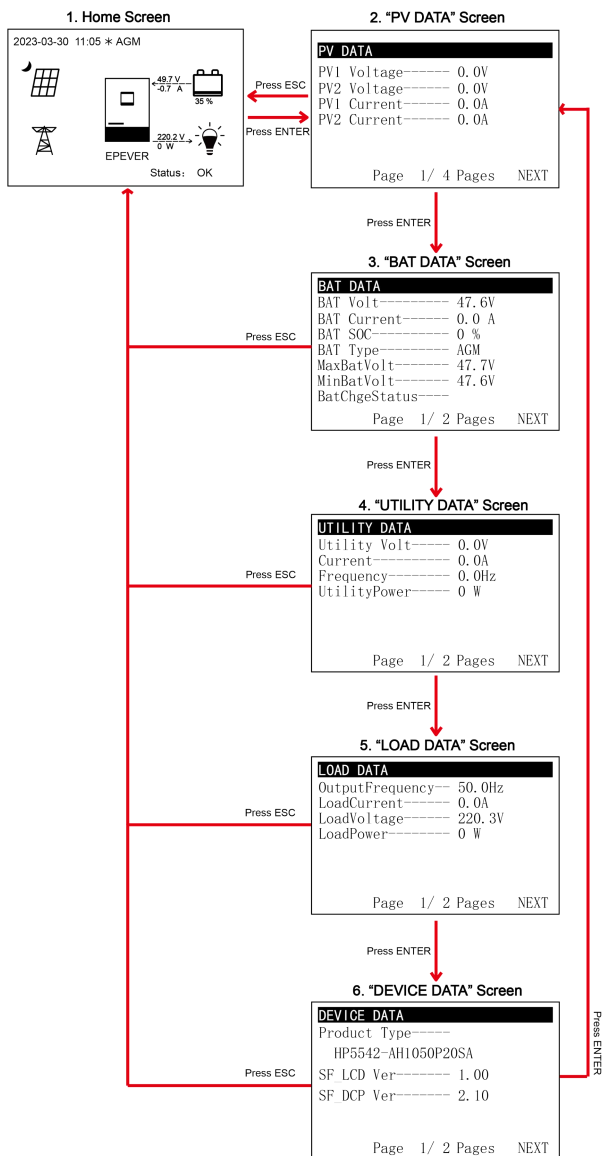 1. Home Screen
2023-03-30 11:05 ✳ AGM
49.7 V
-0.7 A
35 %
220.2 V
0 W
EPEVER
Status: OK
Press ESC
Press ENTER
2. “PV DATA” Screen
PV DATA
PV1 Voltage------ 0.0V
PV2 Voltage------ 0.0V
PV1 Current------ 0.0A
PV2 Current------ 0.0A
Page 1/ 4 Pages NEXT
Press ENTER
3. “BAT DATA” Screen
BAT DATA
BAT Volt--------- 47.6V
BAT Current------ 0.0 A
BAT SOC---------- 0 %
BAT Type--------- AGM
MaxBatVolt------- 47.7V
MinBatVolt------- 47.6V
BatChgeStatus----
Page 1/ 2 Pages NEXT
Press ESC
Press ENTER
4. “UTILITY DATA” Screen
UTILITY DATA
Utility Volt----- 0.0V
Current---------- 0.0A
Frequency-------- 0.0Hz
UtilityPower----- 0 W
Page 1/ 2 Pages NEXT
Press ESC
Press ENTER
5. “LOAD DATA” Screen
LOAD DATA
OutputFrequency-- 50.0Hz
LoadCurrent------ 0.0A
LoadVoltage------ 220.3V
LoadPower-------- 0 W
Page 1/ 2 Pages NEXT
Press ESC
Press ENTER
6. “DEVICE DATA” Screen
DEVICE DATA
Product Type-----
HP5542-AH1050P20SA
SF_LCD Ver------- 1.00
SF_DCP Ver------- 2.10
Page 1/ 2 Pages NEXT
Press ESC
Press ENTER